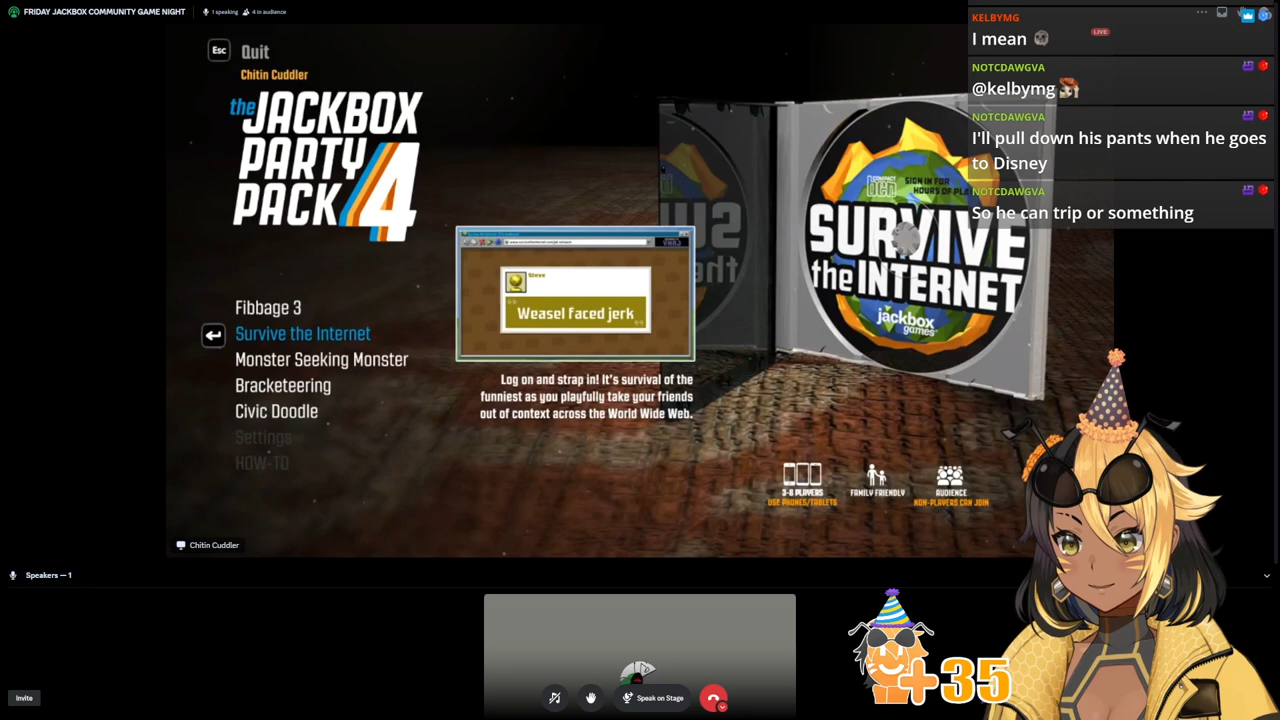 FRIDAY JACKBOX COMMUNITY GAME NIGHT
1 speaking
4 in audience
Esc
Quit
Chitin Cuddler
the JACKBOX
PARTY
PACK 4
Fibbage 3
Survive the Internet
Monster Seeking Monster
Bracketeering
Civic Doodle
Settings
HOW-TO
Steve
Weasel faced jerk
Log on and strap in! It's survival of the
funniest as you playfully take your friends
out of context across the World Wide Web.
SIGN IN FOR
SURVIVE
the INTERNET
jackbox
games
3-8 PLAYERS
USE PHONES/TABLETS
FAMILY FRIENDLY
AUDIENCE
NON-PLAYERS CAN JOIN
Chitin Cuddler
Speakers — 1
Invite
Speak on Stage
LIVE
KELBYMG
I mean
NOTCDAWGVA
@kelbymg
NOTCDAWGVA
I'll pull down his pants when he goes
to Disney
NOTCDAWGVA
So he can trip or something
+35